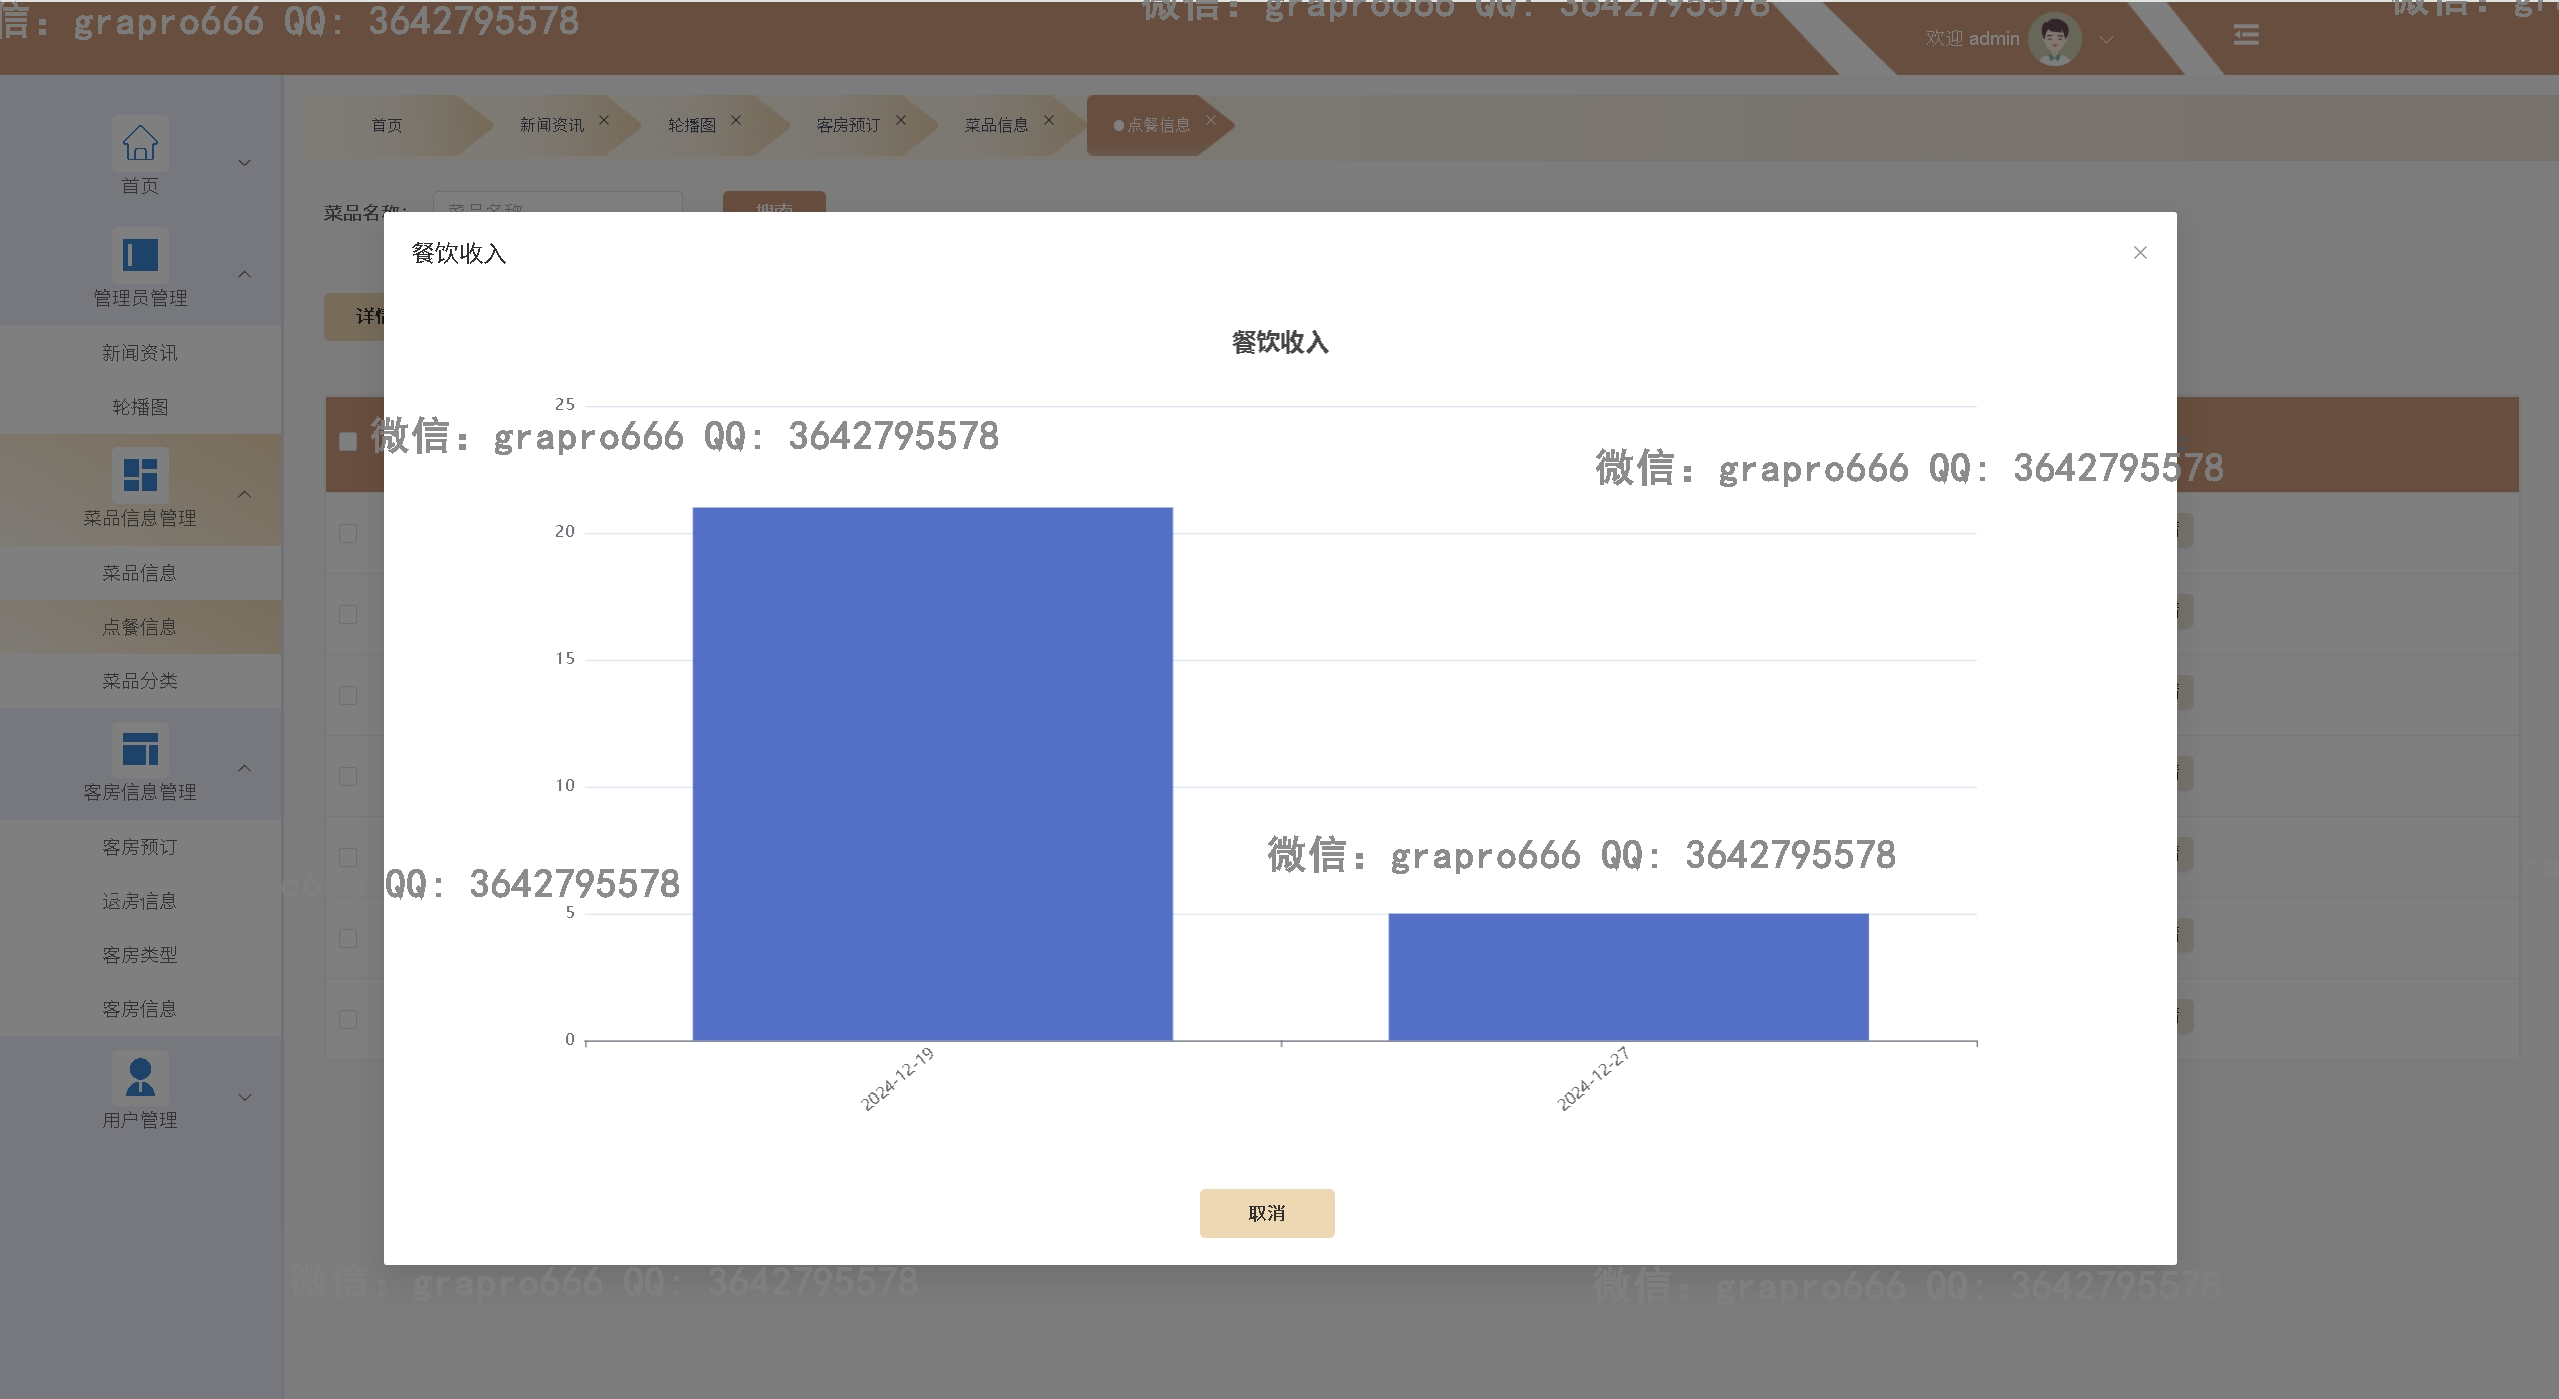 信: grapro666 QQ: 3642795578
微信: grapro666 QQ: 3642795578
欢迎 admin
首页
新闻资讯
轮播图
客房预订
菜品信息
点餐信息
首页
管理员管理
新闻资讯
轮播图
菜品信息管理
菜品信息
点餐信息
菜品分类
客房信息管理
客房预订
退房信息
客房类型
客房信息
用户管理
菜品名称:
菜品名称
搜索
餐饮收入
餐饮收入
25
微信: grapro666 QQ: 3642795578
微信: grapro666 QQ: 3642795578
20
15
10
微信: grapro666 QQ: 3642795578
QQ: 3642795578
5
0
2024-12-19
2024-12-27
取消
微信: grapro666 QQ: 3642795578
微信: grapro666 QQ: 3642795578